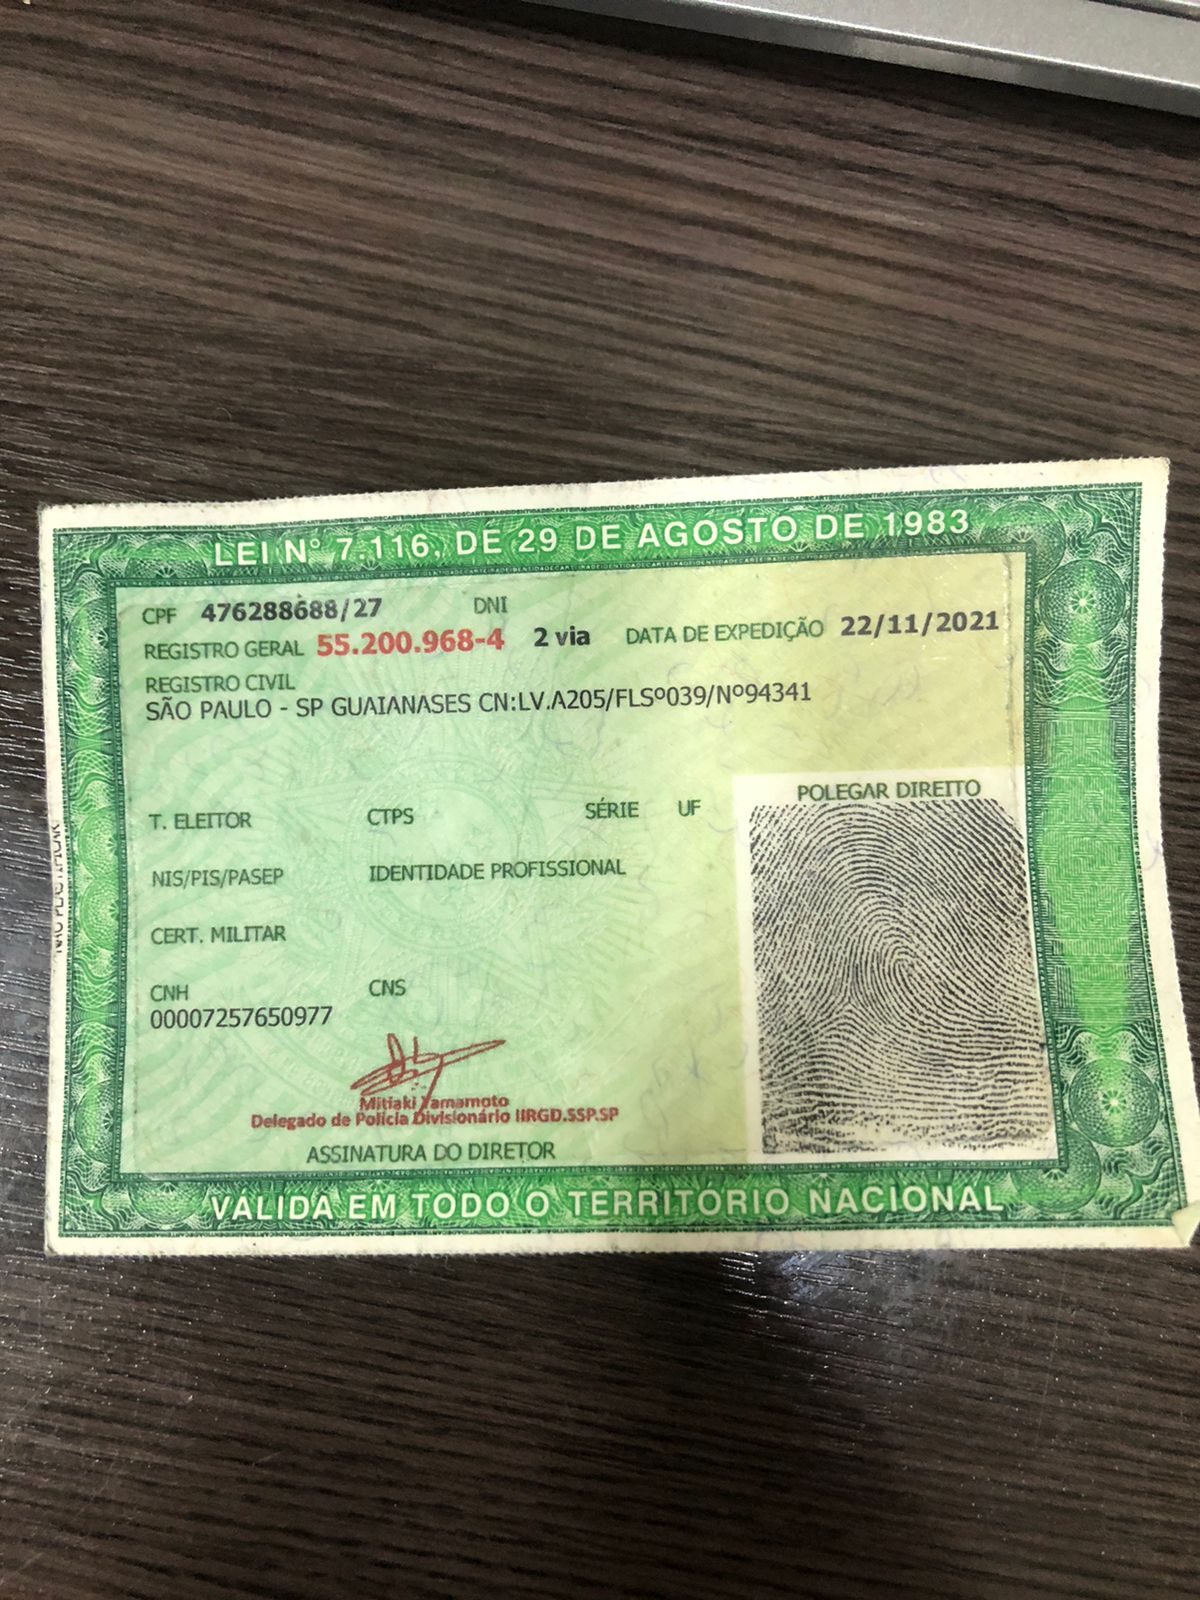 LEI Nº 7.116, DE 29 DE AGOSTO DE 1983
CPF 476288688/27 DNI
REGISTRO GERAL 55.200.968-4 2 via DATA DE EXPEDIÇÃO 22/11/2021
REGISTRO CIVIL
SÃO PAULO - SP GUAIANASES CN:LV.A205/FLSº039/Nº94341
POLEGAR DIREITO
T. ELEITOR CTPS SÉRIE UF
NIS/PIS/PASEP IDENTIDADE PROFISSIONAL
CERT. MILITAR
CNH CNS
00007257650977
Mitiaki Yamamoto
Delegado de Polícia Divisionário IIRGD.SSP.SP
ASSINATURA DO DIRETOR
VÁLIDA EM TODO O TERRITÓRIO NACIONAL
NÃO PLASTIFICAR